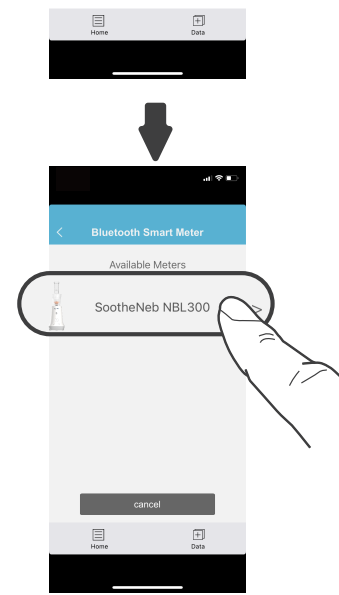 Home Data
Bluetooth Smart Meter
Available Meters
SootheNeb NBL300
cancel
Home Data